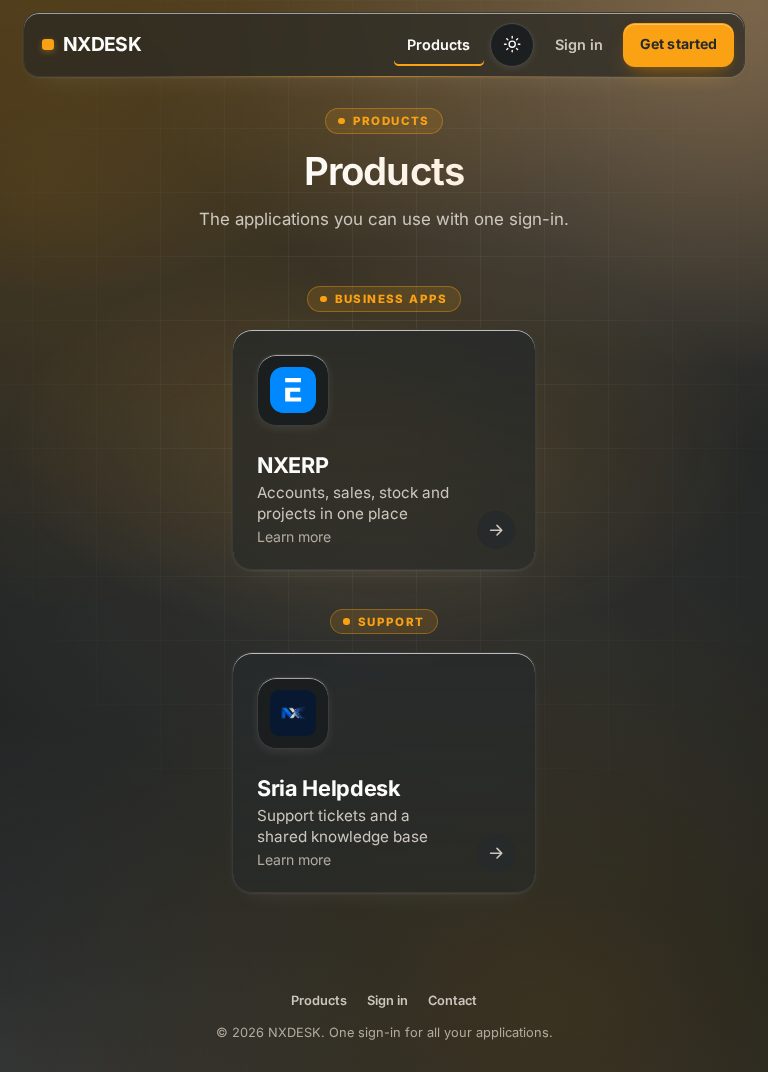 NXDESK
Products
Sign in
Get started
PRODUCTS
Products
The applications you can use with one sign-in.
BUSINESS APPS
NXERP
Accounts, sales, stock and
projects in one place
Learn more
SUPPORT
NX
Sria Helpdesk
Support tickets and a
shared knowledge base
Learn more
Products Sign in Contact
© 2026 NXDESK. One sign-in for all your applications.